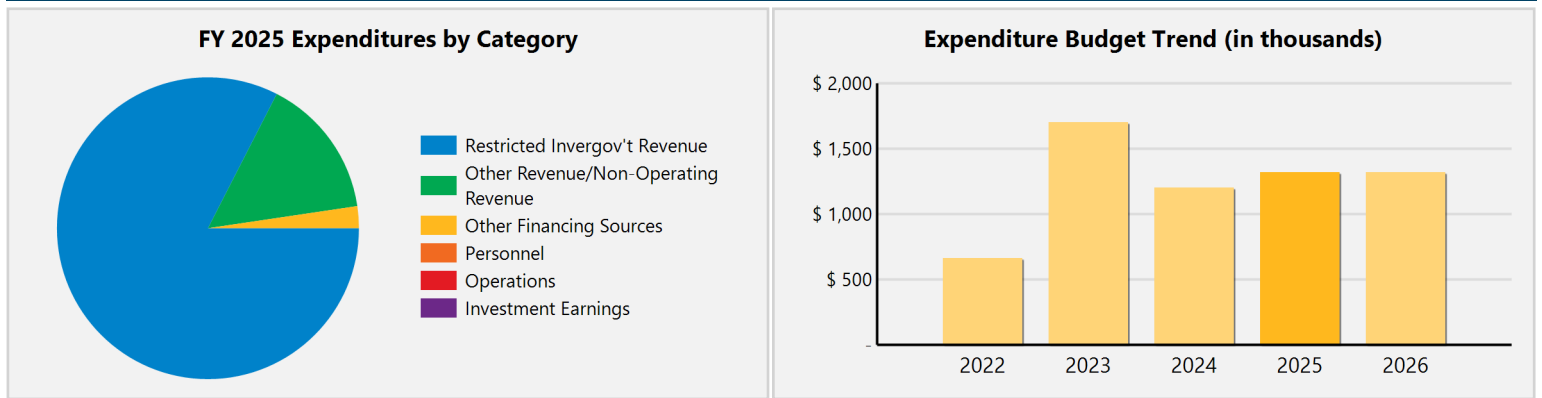 FY 2025 Expenditures by Category
Restricted Invergov't Revenue
Other Revenue/Non-Operating
Revenue
Other Financing Sources
Personnel
Operations
Investment Earnings
Expenditure Budget Trend (in thousands)
$ 2,000
$ 1,500
$ 1,000
$ 500
-
2022
2023
2024
2025
2026